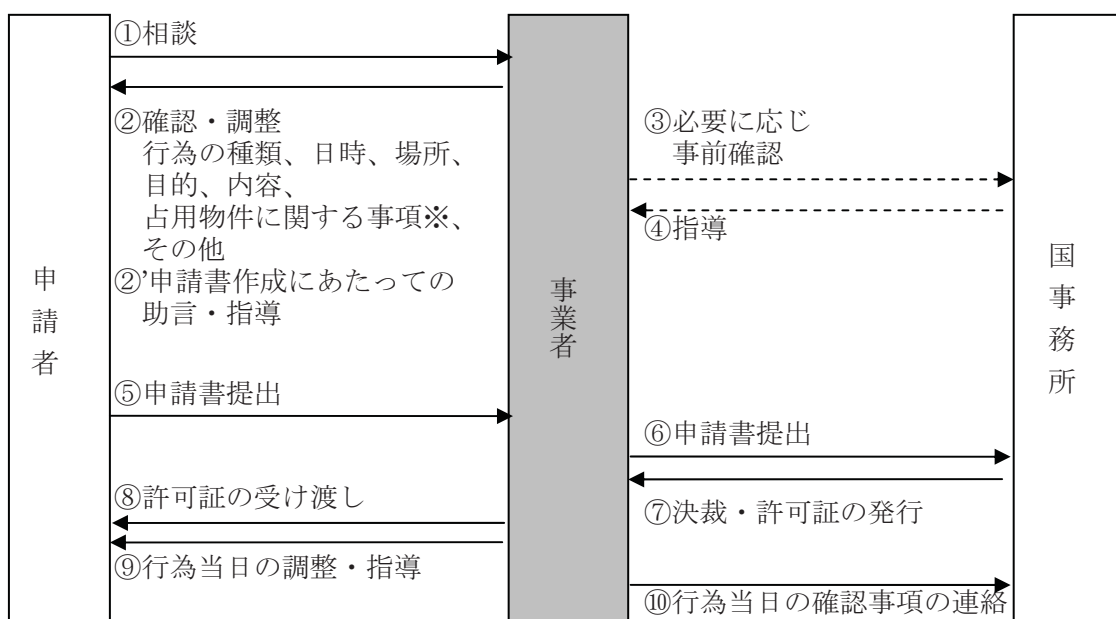 ①相談
②確認・調整
行為の種類、日時、場所、
目的、内容、
占用物件に関する事項※、
その他
②’申請書作成にあたっての
助言・指導
③必要に応じ
事前確認
④指導
申請者
事業者
国事務所
⑤申請書提出
⑥申請書提出
⑦決裁・許可証の発行
⑧許可証の受け渡し
⑨行為当日の調整・指導
⑩行為当日の確認事項の連絡